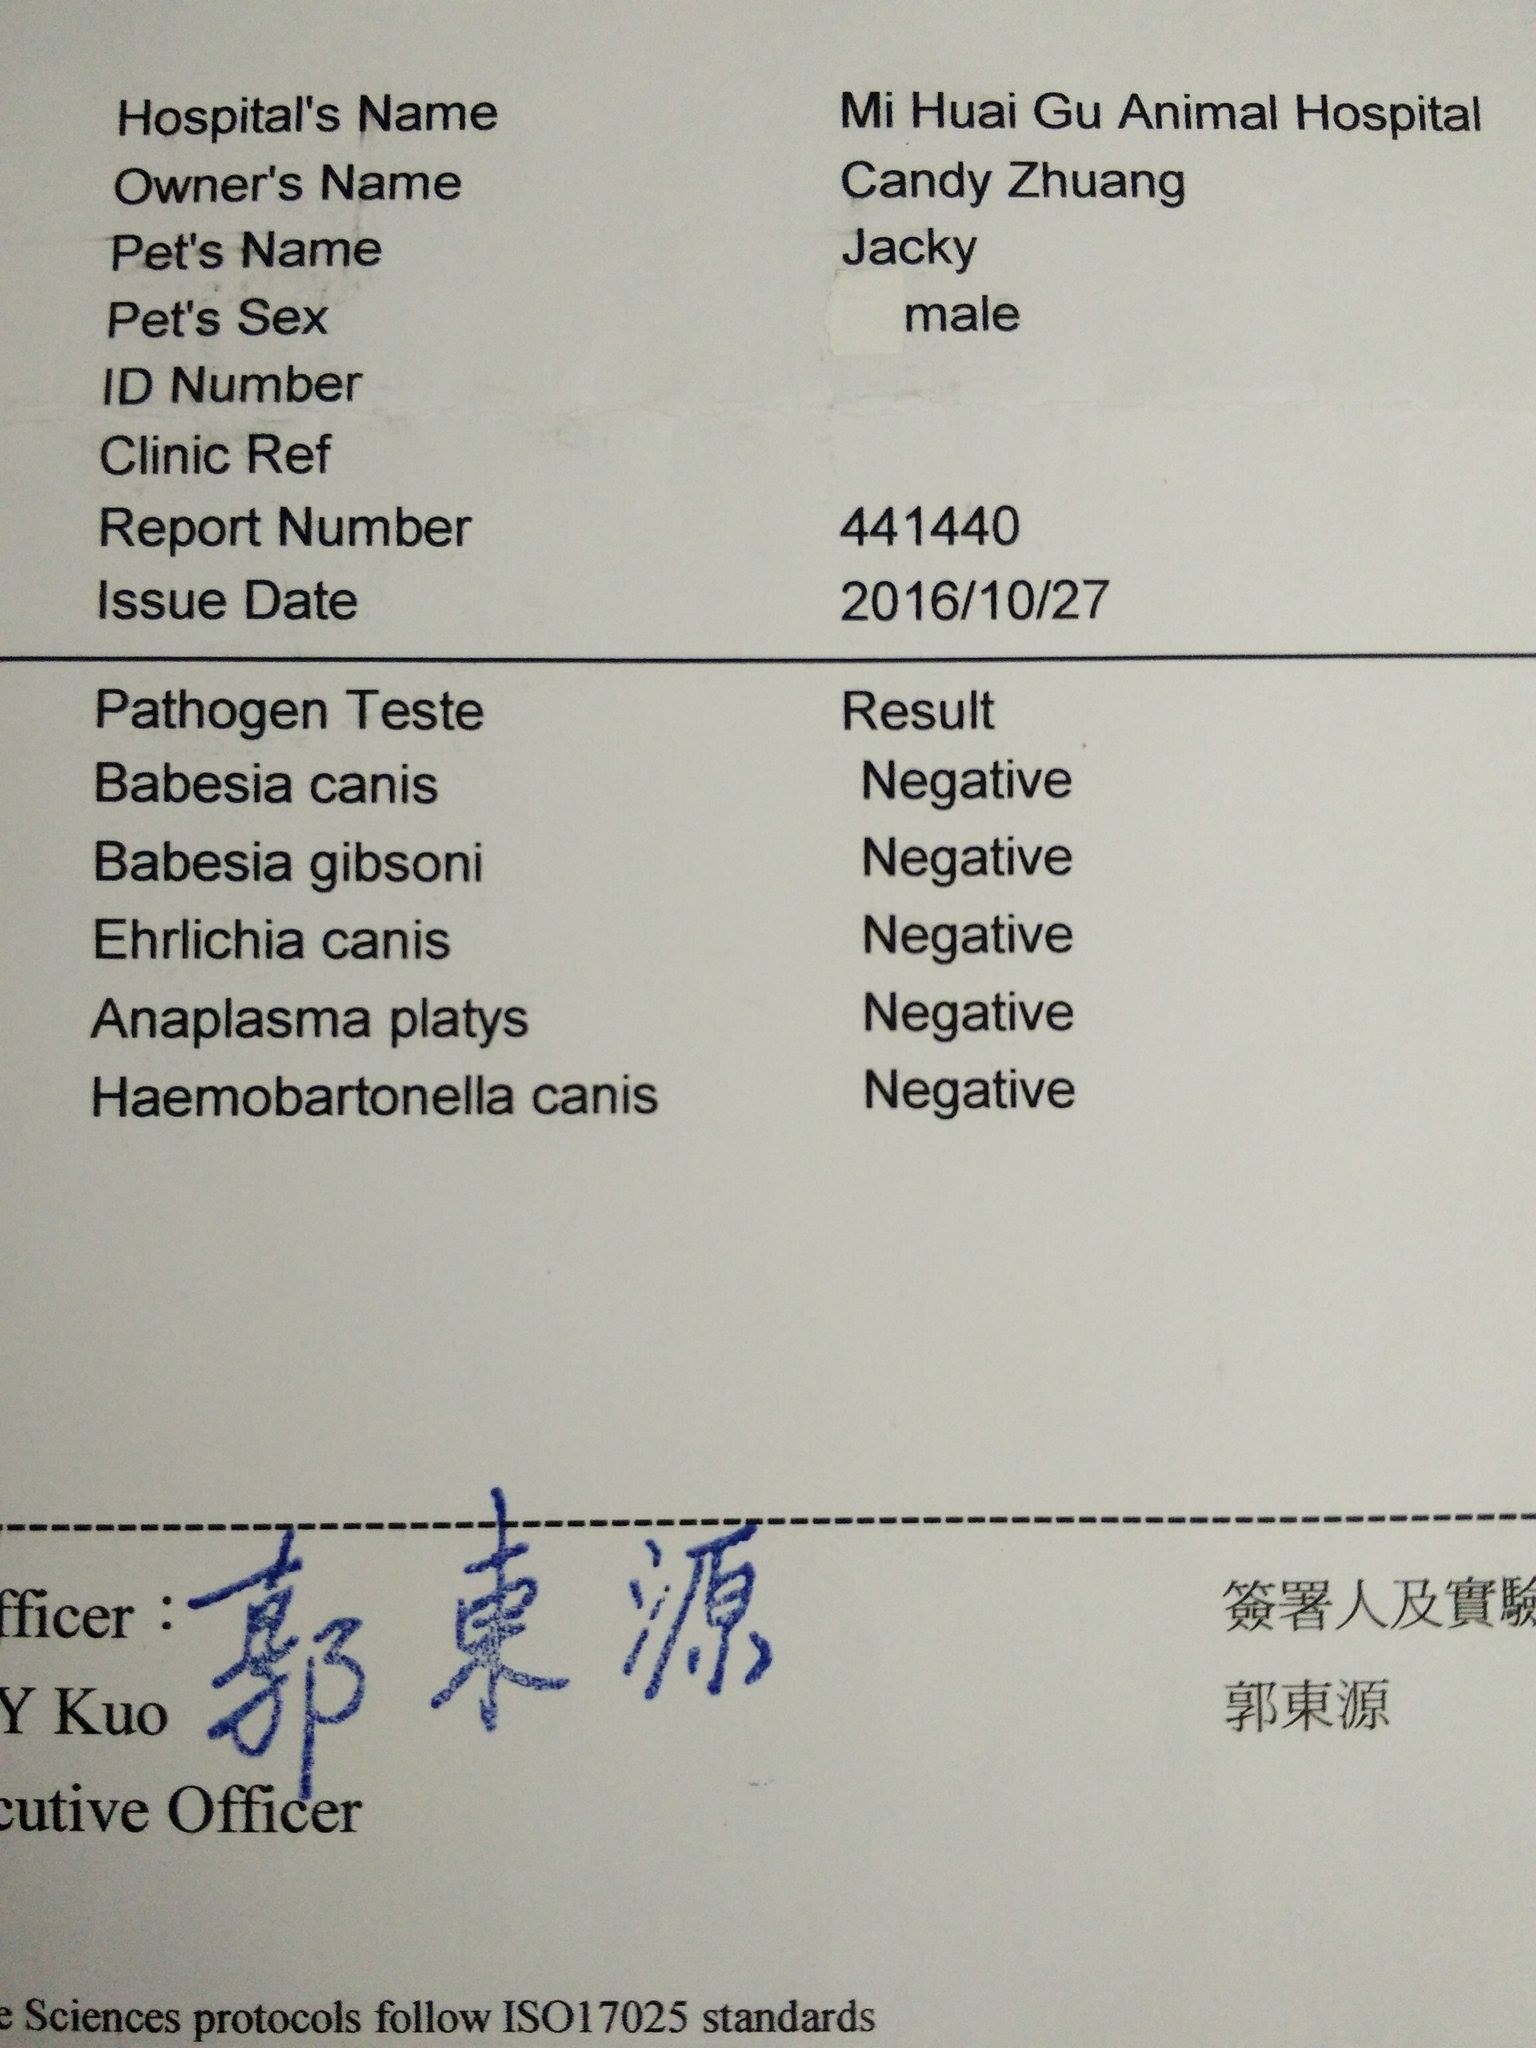 Hospital's Name Mi Huai Gu Animal Hospital
Owner's Name Candy Zhuang
Pet's Name Jacky
Pet's Sex male
ID Number
Clinic Ref
Report Number 441440
Issue Date 2016/10/27
Pathogen Teste Result
Babesia canis Negative
Babesia gibsoni Negative
Ehrlichia canis Negative
Anaplasma platys Negative
Haemobartonella canis Negative
fficer : 郭東源 簽署人及實驗
Y Kuo 郭東源
cutive Officer
e Sciences protocols follow ISO17025 standards